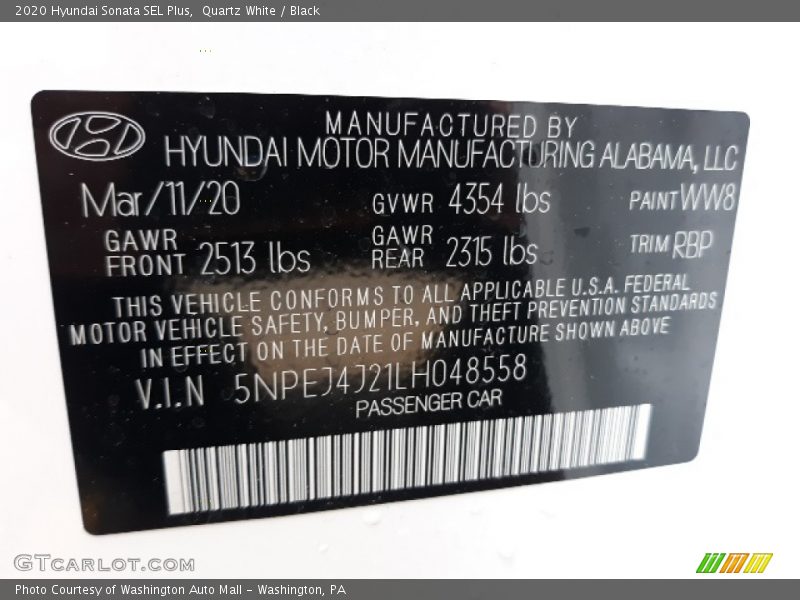 2020 Hyundai Sonata SEL Plus,  Quartz White / Black
MANUFACTURED BY
HYUNDAI MOTOR MANUFACTURING ALABAMA, LLC
Mar/11/20 GVWR 4354 lbs PAINT WW8
GAWR FRONT 2513 lbs GAWR REAR 2315 lbs TRIM RBP
THIS VEHICLE CONFORMS TO ALL APPLICABLE U.S.A. FEDERAL
MOTOR VEHICLE SAFETY, BUMPER, AND THEFT PREVENTION STANDARDS
IN EFFECT ON THE DATE OF MANUFACTURE SHOWN ABOVE
V.I.N 5NPEJ4J21LH048558
PASSENGER CAR
GTCARLOT.COM
Photo Courtesy of Washington Auto Mall - Washington, PA